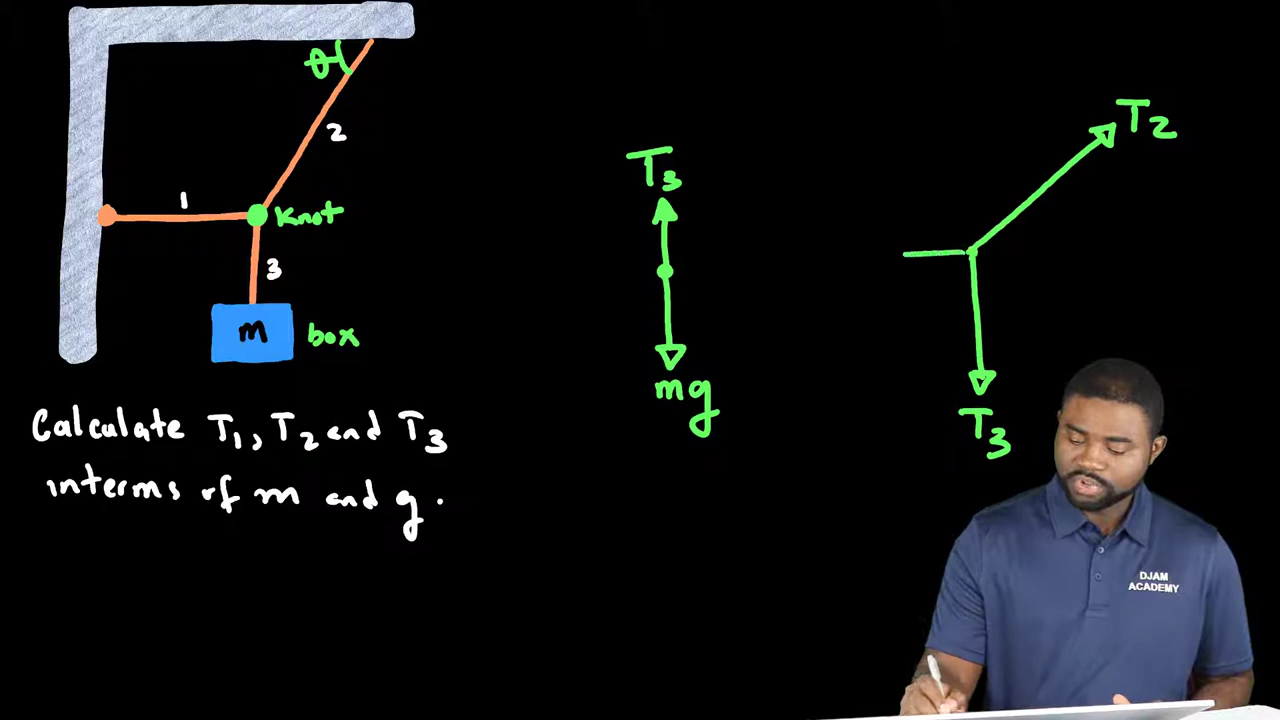 θ
2
1
Knot
3
m
box
Calculate T₁, T₂ and T₃
interms of m and g.
T₃
mg
T₂
T₃
DJAM
ACADEMY